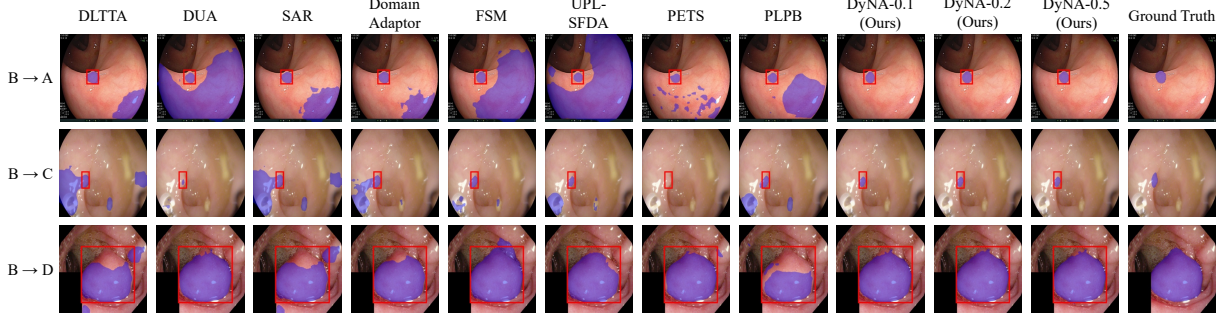 DLTTA DUA SAR Domain Adaptor FSM UPL-SFDA PETS PLPB DyNA-0.1 (Ours) DyNA-0.2 (Ours) DyNA-0.5 (Ours) Ground Truth
B → A
B → C
B → D